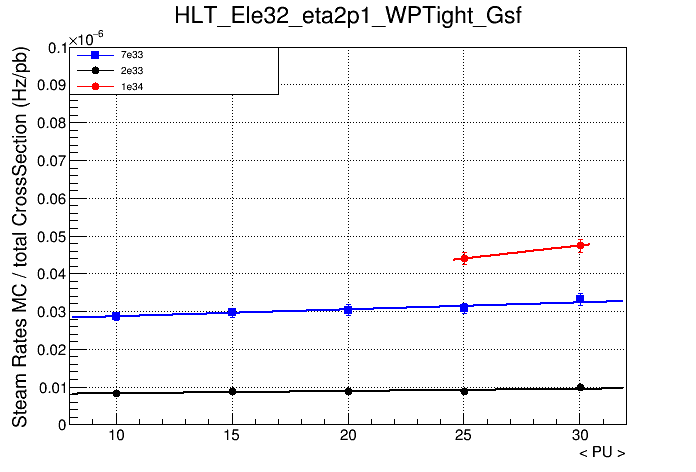 HLT_Ele32_eta2p1_WPTight_Gsf
×10⁻⁶
0.1
0.09
0.08
0.07
0.06
0.05
0.04
0.03
0.02
0.01
0
Steam Rates MC / total CrossSection (Hz/pb)
7e33
2e33
1e34
10 15 20 25 30
< PU >